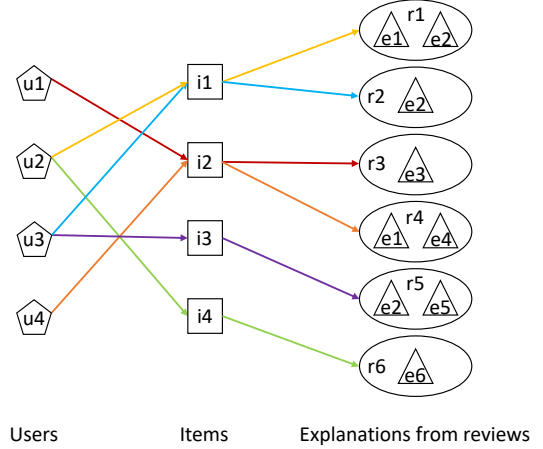 r1
e1 e2
u1 i1
r2 e2
u2 i2
r3 e3
r4
e1 e4
u3 i3
r5
e2 e5
u4 i4
r6 e6
Users Items Explanations from reviews